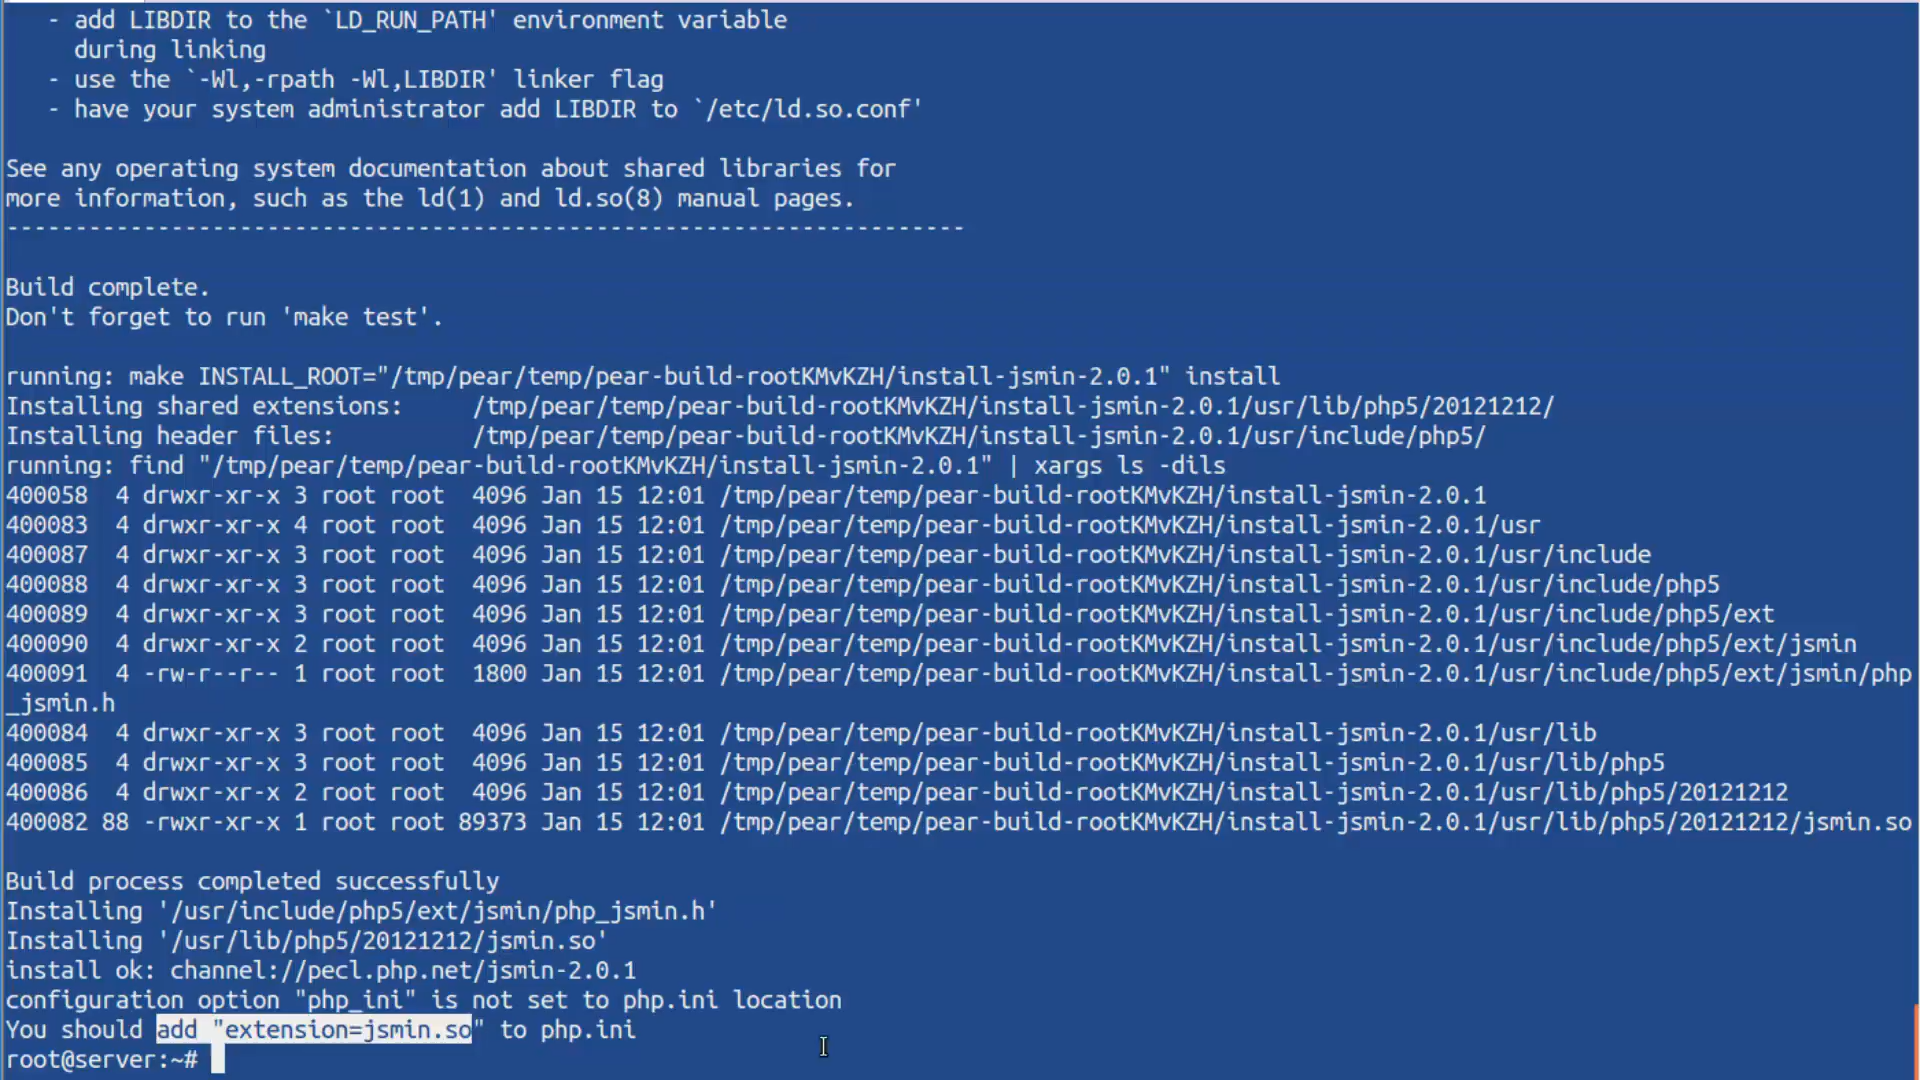 - add LIBDIR to the `LD_RUN_PATH' environment variable
during linking
- use the `-Wl,-rpath -Wl,LIBDIR' linker flag
- have your system administrator add LIBDIR to `/etc/ld.so.conf'
See any operating system documentation about shared libraries for
more information, such as the ld(1) and ld.so(8) manual pages.
----------------------------------------------------------------------
Build complete.
Don't forget to run 'make test'.
running: make INSTALL_ROOT="/tmp/pear/temp/pear-build-rootKMvKZH/install-jsmin-2.0.1" install
Installing shared extensions:     /tmp/pear/temp/pear-build-rootKMvKZH/install-jsmin-2.0.1/usr/lib/php5/20121212/
Installing header files:          /tmp/pear/temp/pear-build-rootKMvKZH/install-jsmin-2.0.1/usr/include/php5/
running: find "/tmp/pear/temp/pear-build-rootKMvKZH/install-jsmin-2.0.1" | xargs ls -dils
400058  4 drwxr-xr-x 3 root root  4096 Jan 15 12:01 /tmp/pear/temp/pear-build-rootKMvKZH/install-jsmin-2.0.1
400083  4 drwxr-xr-x 4 root root  4096 Jan 15 12:01 /tmp/pear/temp/pear-build-rootKMvKZH/install-jsmin-2.0.1/usr
400087  4 drwxr-xr-x 3 root root  4096 Jan 15 12:01 /tmp/pear/temp/pear-build-rootKMvKZH/install-jsmin-2.0.1/usr/include
400088  4 drwxr-xr-x 3 root root  4096 Jan 15 12:01 /tmp/pear/temp/pear-build-rootKMvKZH/install-jsmin-2.0.1/usr/include/php5
400089  4 drwxr-xr-x 3 root root  4096 Jan 15 12:01 /tmp/pear/temp/pear-build-rootKMvKZH/install-jsmin-2.0.1/usr/include/php5/ext
400090  4 drwxr-xr-x 2 root root  4096 Jan 15 12:01 /tmp/pear/temp/pear-build-rootKMvKZH/install-jsmin-2.0.1/usr/include/php5/ext/jsmin
400091  4 -rw-r--r-- 1 root root  1800 Jan 15 12:01 /tmp/pear/temp/pear-build-rootKMvKZH/install-jsmin-2.0.1/usr/include/php5/ext/jsmin/php
_jsmin.h
400084  4 drwxr-xr-x 3 root root  4096 Jan 15 12:01 /tmp/pear/temp/pear-build-rootKMvKZH/install-jsmin-2.0.1/usr/lib
400085  4 drwxr-xr-x 3 root root  4096 Jan 15 12:01 /tmp/pear/temp/pear-build-rootKMvKZH/install-jsmin-2.0.1/usr/lib/php5
400086  4 drwxr-xr-x 2 root root  4096 Jan 15 12:01 /tmp/pear/temp/pear-build-rootKMvKZH/install-jsmin-2.0.1/usr/lib/php5/20121212
400082 88 -rwxr-xr-x 1 root root 89373 Jan 15 12:01 /tmp/pear/temp/pear-build-rootKMvKZH/install-jsmin-2.0.1/usr/lib/php5/20121212/jsmin.so
Build process completed successfully
Installing '/usr/include/php5/ext/jsmin/php_jsmin.h'
Installing '/usr/lib/php5/20121212/jsmin.so'
install ok: channel://pecl.php.net/jsmin-2.0.1
configuration option "php_ini" is not set to php.ini location
You should add "extension=jsmin.so" to php.ini
root@server:~#